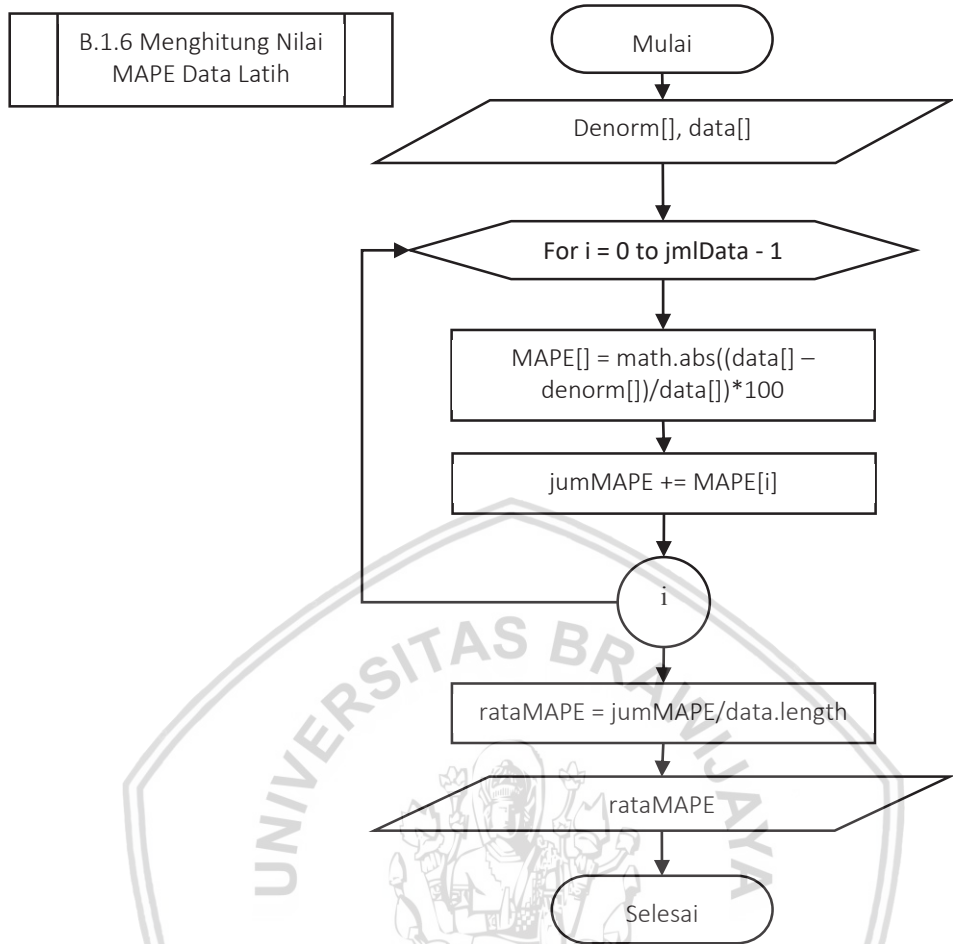 B.1.6 Menghitung Nilai
MAPE Data Latih
Mulai
Denorm[], data[]
For i = 0 to jmlData - 1
MAPE[] = math.abs((data[] –
denorm[])/data[])*100
jumMAPE += MAPE[i]
i
rataMAPE = jumMAPE/data.length
rataMAPE
Selesai
UNIVERSITAS BRAWIJAYA